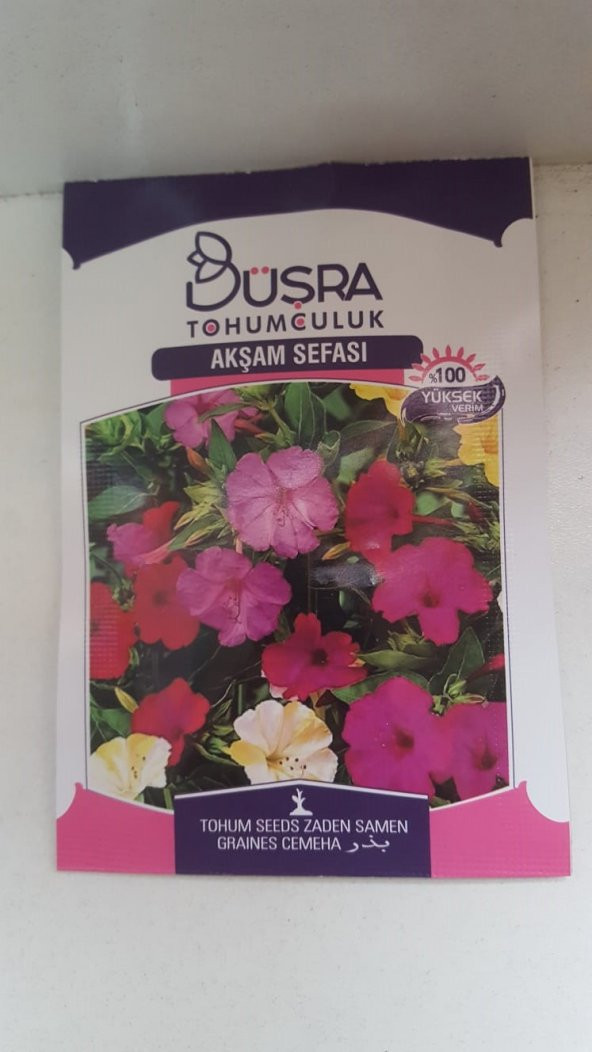 BÜŞRA
TOHUMCULUK
AKŞAM SEFASI
%100
YÜKSEK
VERİM
TOHUM SEEDS ZADEN SAMEN
GRAINES CEMEHA بذر